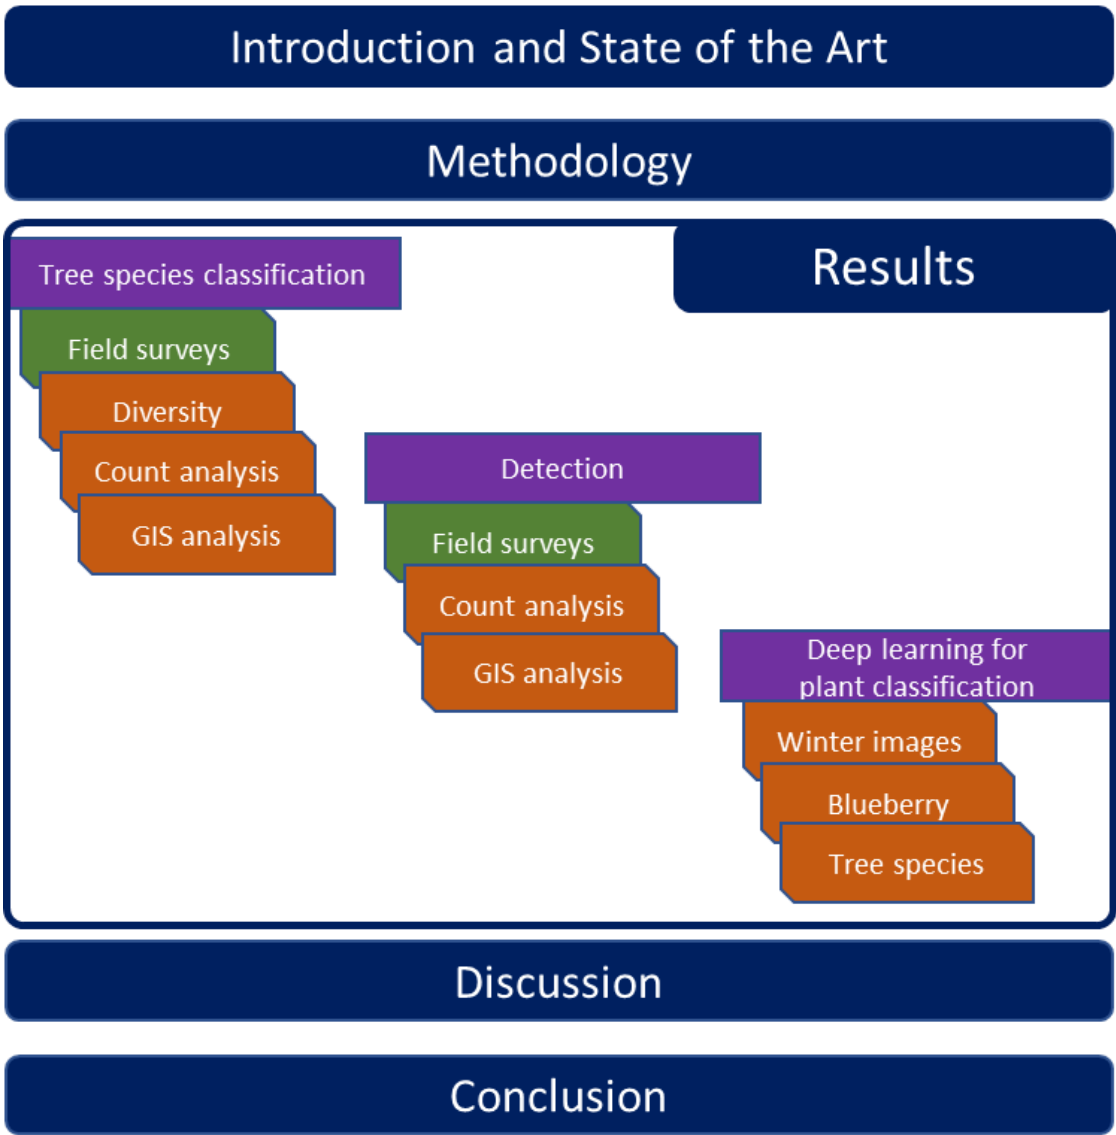 Introduction and State of the Art
Methodology
Results
Tree species classification
Field surveys
Diversity
Count analysis
GIS analysis
Detection
Field surveys
Count analysis
GIS analysis
Deep learning for
plant classification
Winter images
Blueberry
Tree species
Discussion
Conclusion